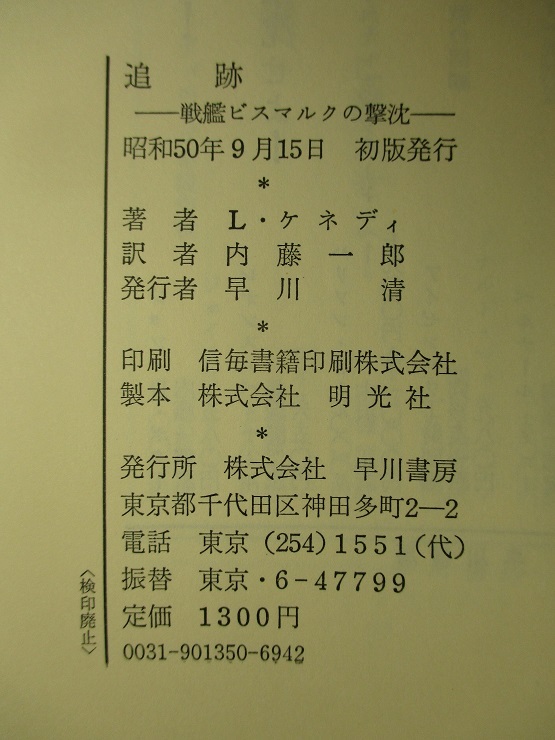 追跡
――戦艦ビスマルクの撃沈――
昭和50年9月15日 初版発行
*
著者 L・ケネディ
訳者 内藤一郎
発行者 早川清
*
印刷 信毎書籍印刷株式会社
製本 株式会社 明光社
*
発行所 株式会社 早川書房
東京都千代田区神田多町2―2
電話 東京(254)1551(代)
振替 東京・6-47799
定価 1300円
0031-901350-6942
〈検印廃止〉